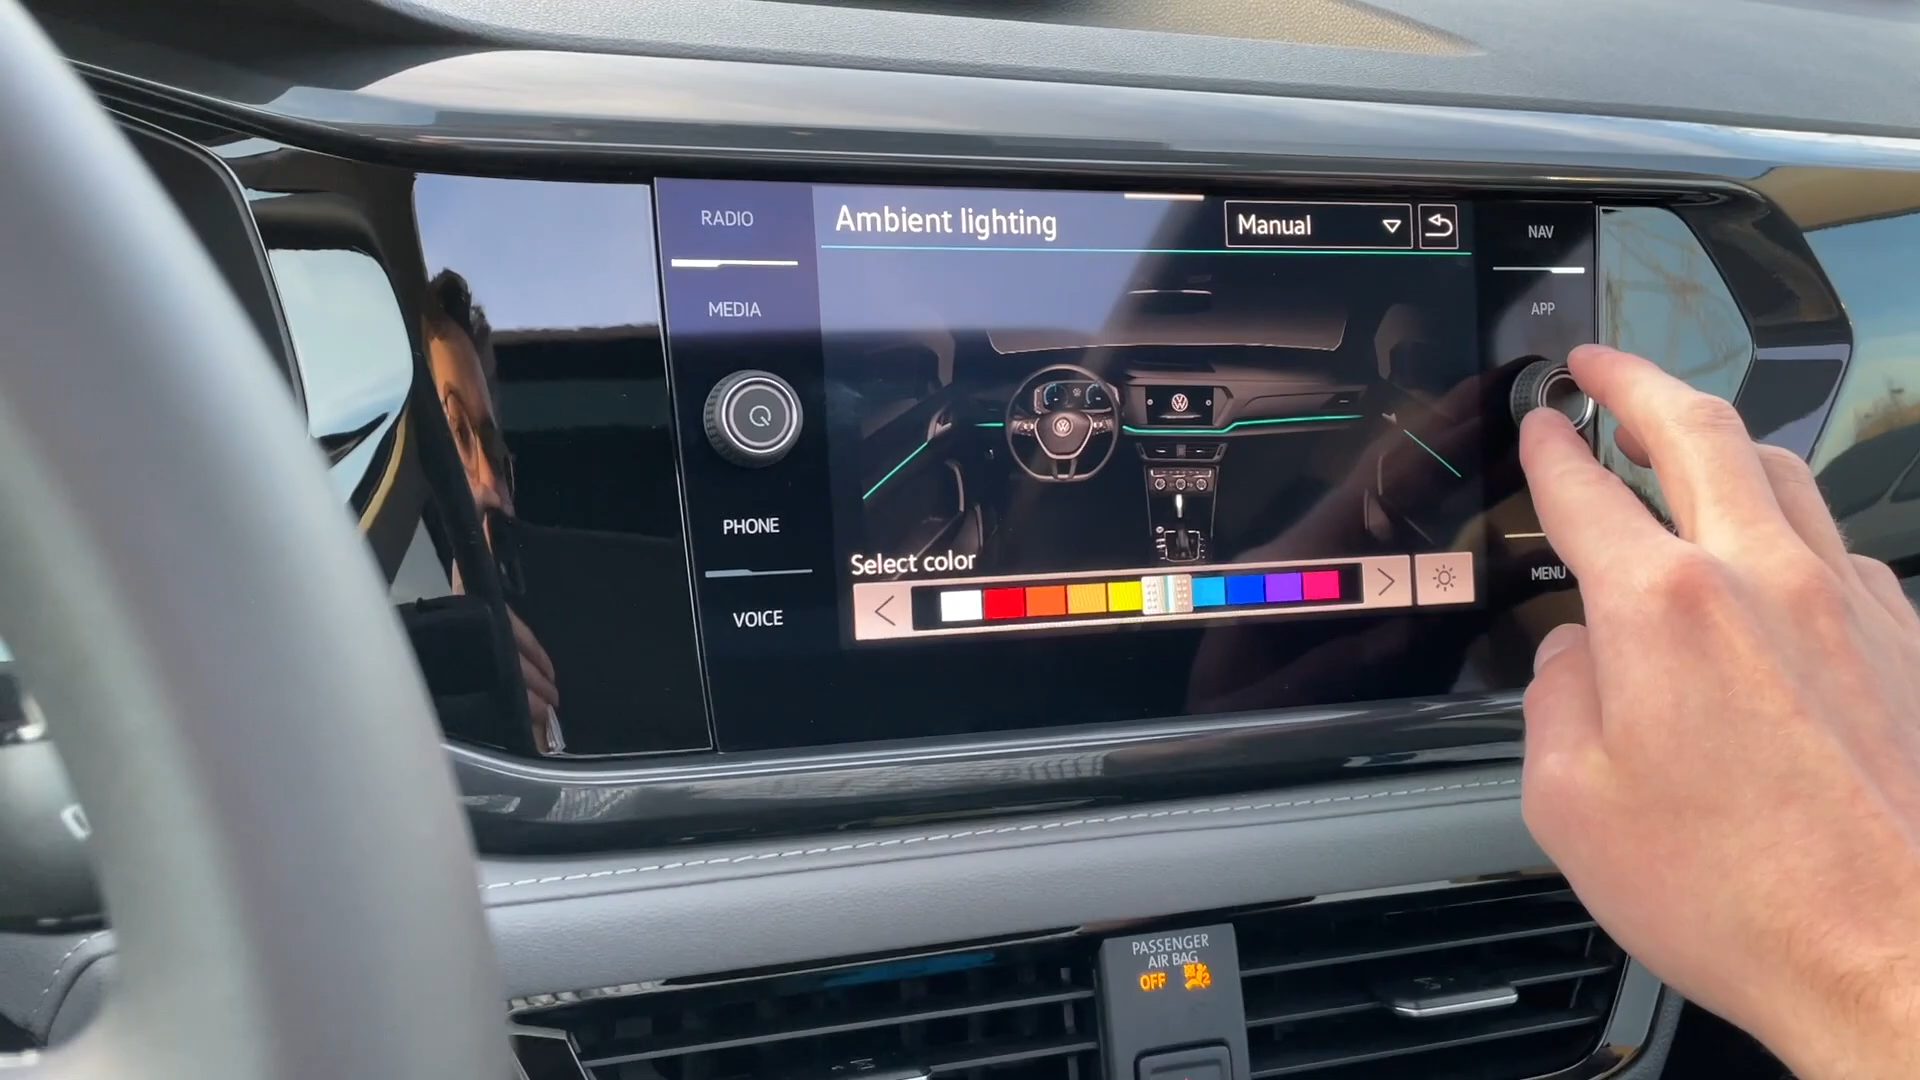 RADIO
MEDIA
PHONE
VOICE
Ambient lighting
Manual
Select color
NAV
APP
MENU
PASSENGER
AIR BAG
OFF